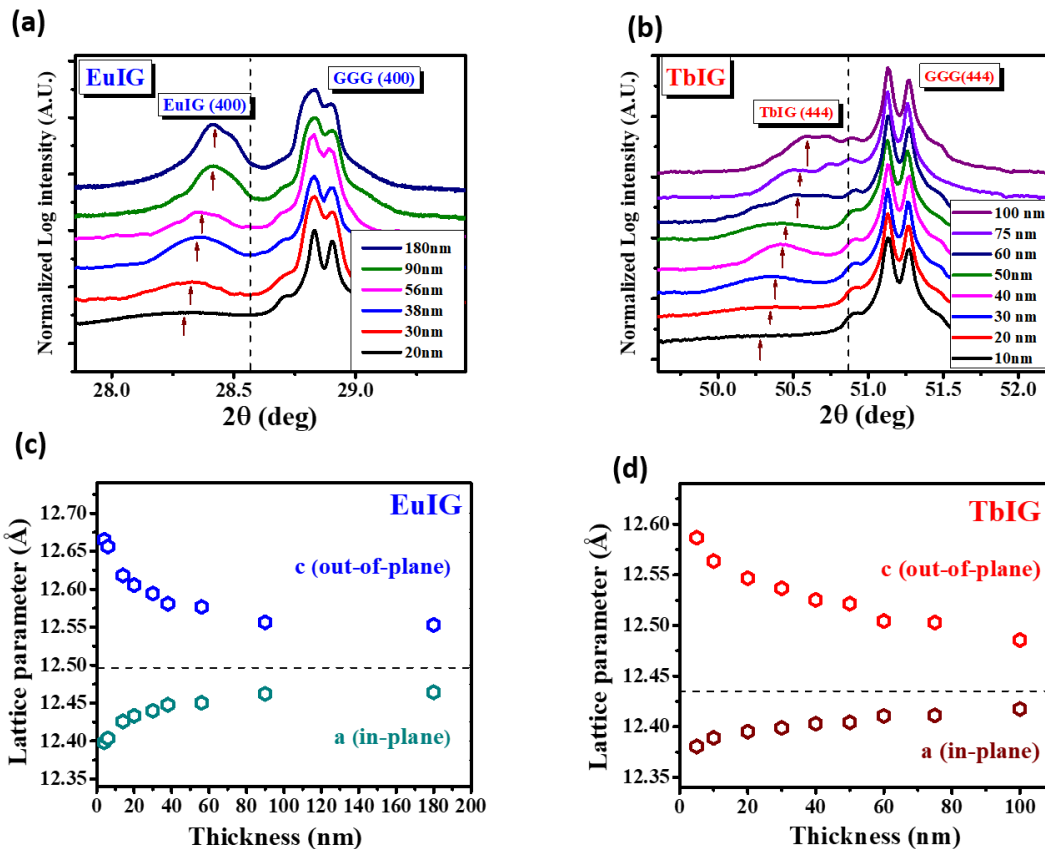 (a)
EuIG
EuIG (400)
GGG (400)
Normalized Log intensity (A.U.)
180nm
90nm
56nm
38nm
30nm
20nm
28.0 28.5 29.0
2θ (deg)
(b)
TbIG
TbIG (444)
GGG(444)
Normalized Log intensity (A.U.)
100 nm
75 nm
60 nm
50nm
40 nm
30 nm
20 nm
10nm
50.0 50.5 51.0 51.5 52.0
2θ (deg)
(c)
EuIG
c (out-of-plane)
a (in-plane)
Lattice parameter (Å)
12.70
12.65
12.60
12.55
12.50
12.45
12.40
12.35
0 20 40 60 80 100 120 140 160 180 200
Thickness (nm)
(d)
TbIG
c (out-of-plane)
a (in-plane)
Lattice parameter (Å)
12.60
12.55
12.50
12.45
12.40
12.35
0 20 40 60 80 100
Thickness (nm)